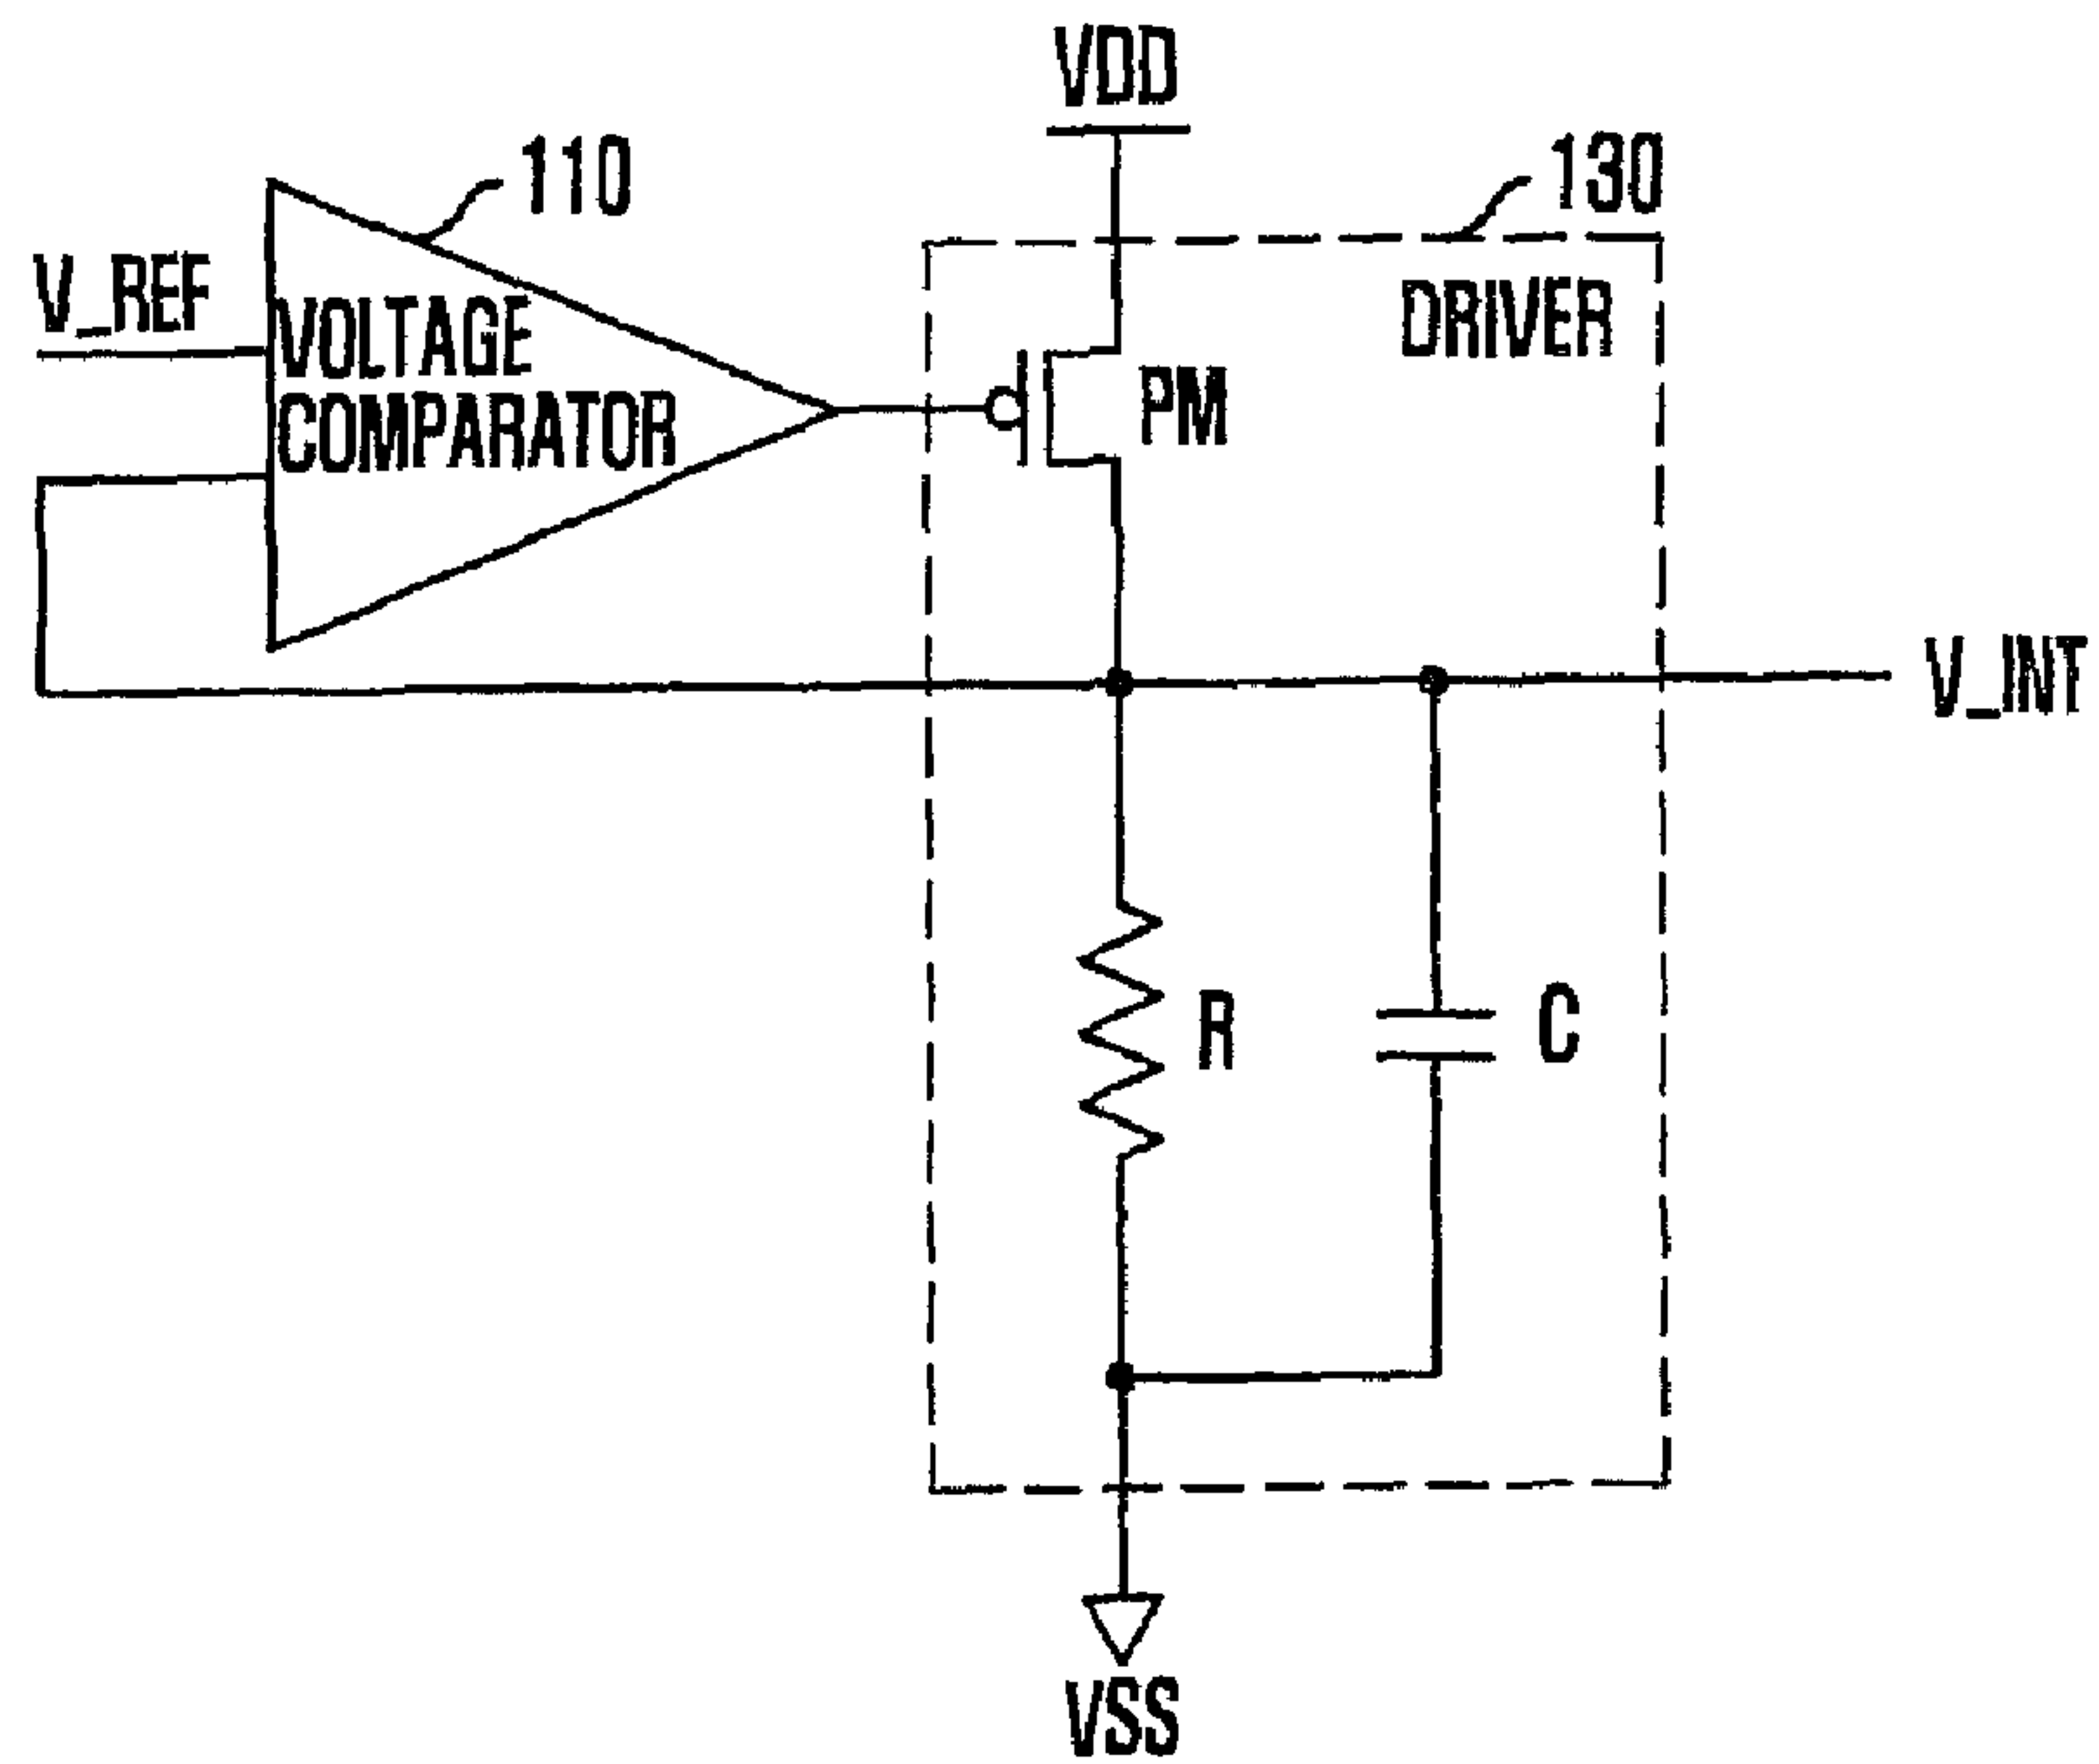 VDD
110
130
V_REF
VOLTAGE
COMPARATOR
DRIVER
PM
V_INT
R
C
VSS